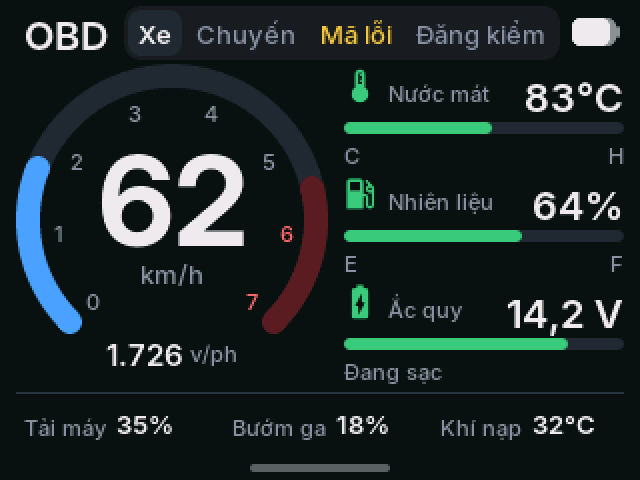 OBD Xe Chuyến Mã lỗi Đăng kiểm
3 4
2 5
1 6
0 7
62
km/h
1.726 v/ph
Nước mát 83°C
C H
Nhiên liệu 64%
E F
Ắc quy 14,2 V
Đang sạc
Tải máy 35% Bướm ga 18% Khí nạp 32°C